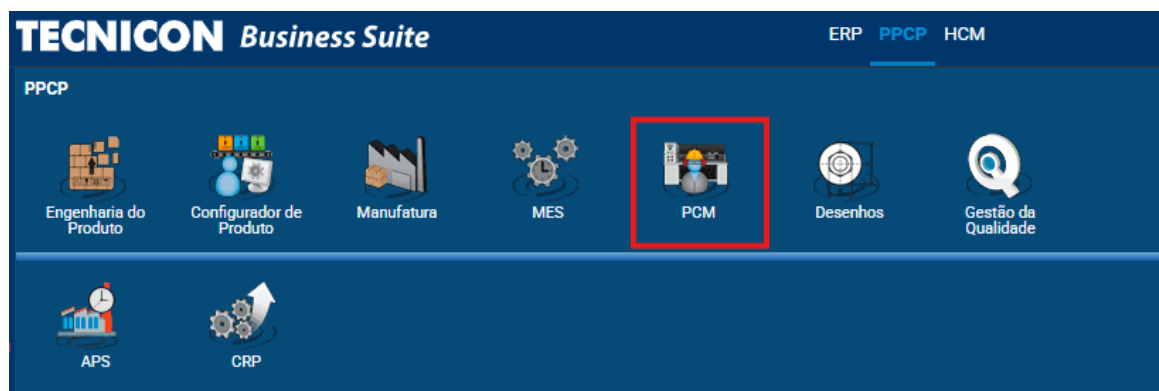 TECNICON Business Suite
ERP PPCP HCM
PPCP
Engenharia do
Produto
Configurador de
Produto
Manufatura
MES
PCM
Desenhos
Gestão da
Qualidade
APS
CRP